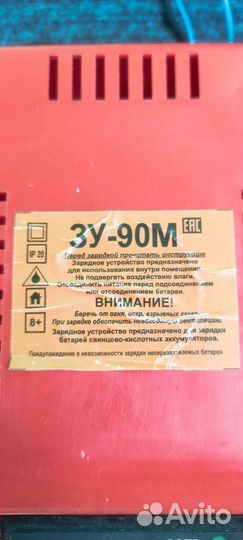 ЗУ-90М
EAC
IP 20
Перед зарядкой прочитать инструкцию
Зарядное устройство предназначено
для использования внутри помещения.
Не подвергать воздействию влаги.
Отсоединить питание перед подсоединением
или отсоединением батареи.
ВНИМАНИЕ!
Беречь от огня, искр, взрывных газов.
При зарядке обеспечить необходимую вентиляцию.
8+
Зарядное устройство предназначено для зарядки
батарей свинцово-кислотных аккумуляторов.
Предупреждение о невозможности зарядки неперезаряжаемых батарей
Avito